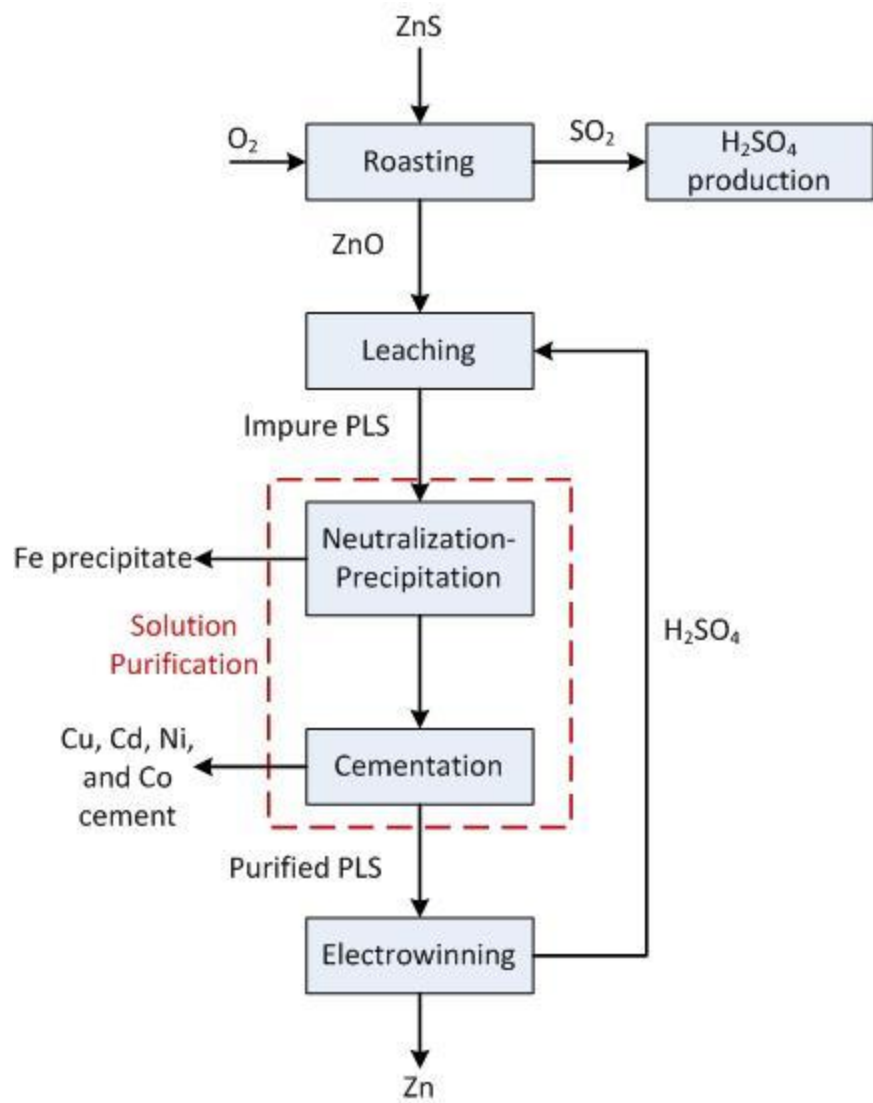 ZnS
O₂
Roasting
SO₂
H₂SO₄
production
ZnO
Leaching
Impure PLS
Neutralization-
Precipitation
Fe precipitate
Solution
Purification
H₂SO₄
Cu, Cd, Ni,
and Co
cement
Cementation
Purified PLS
Electrowinning
Zn